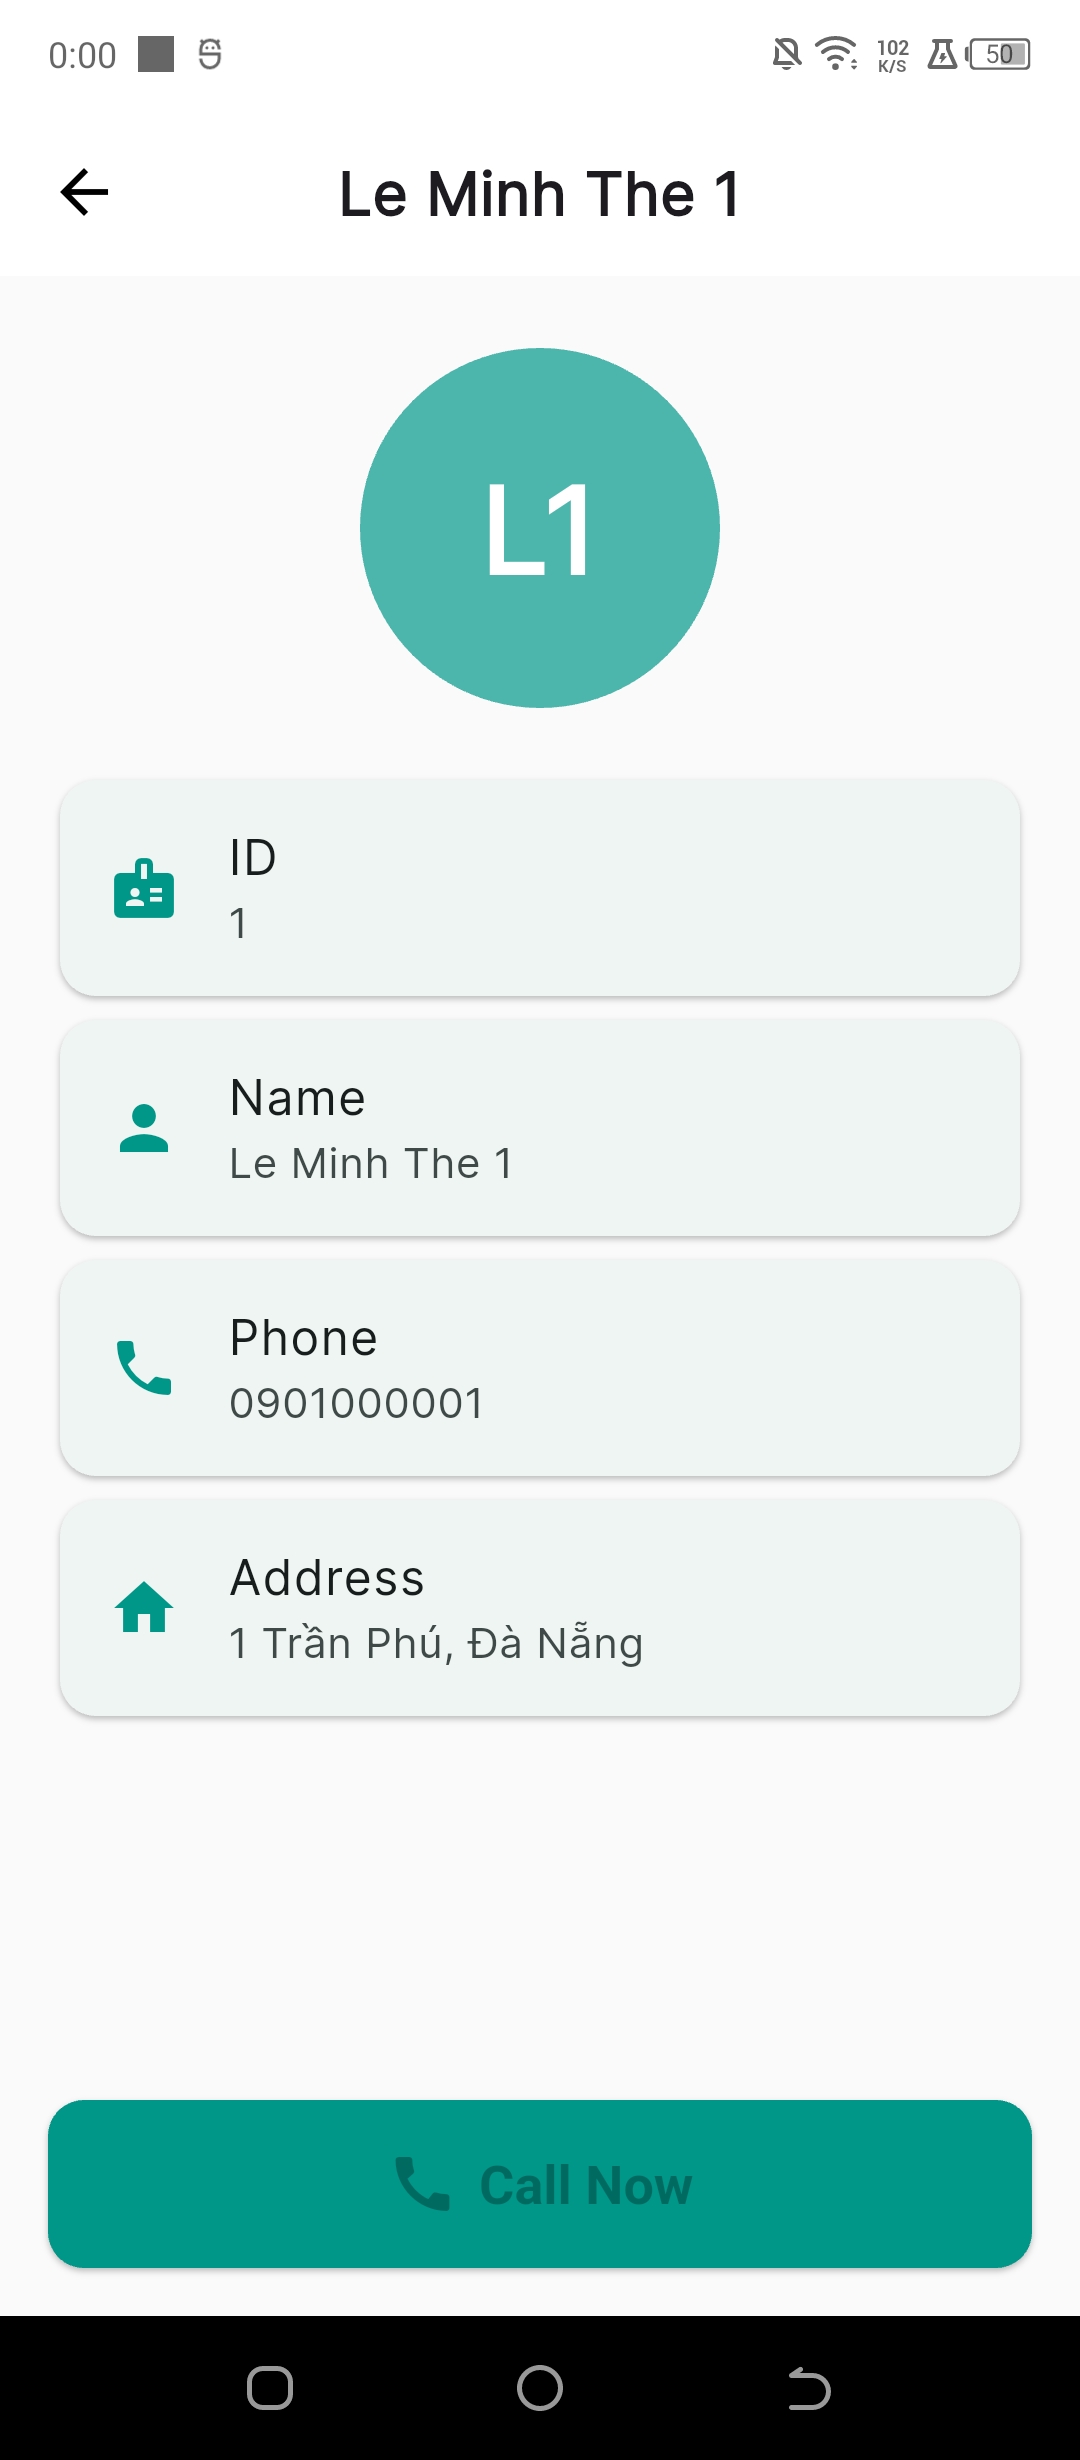 0:00
102
K/S
50
Le Minh The 1
L1
ID
1
Name
Le Minh The 1
Phone
0901000001
Address
1 Trần Phú, Đà Nẵng
Call Now